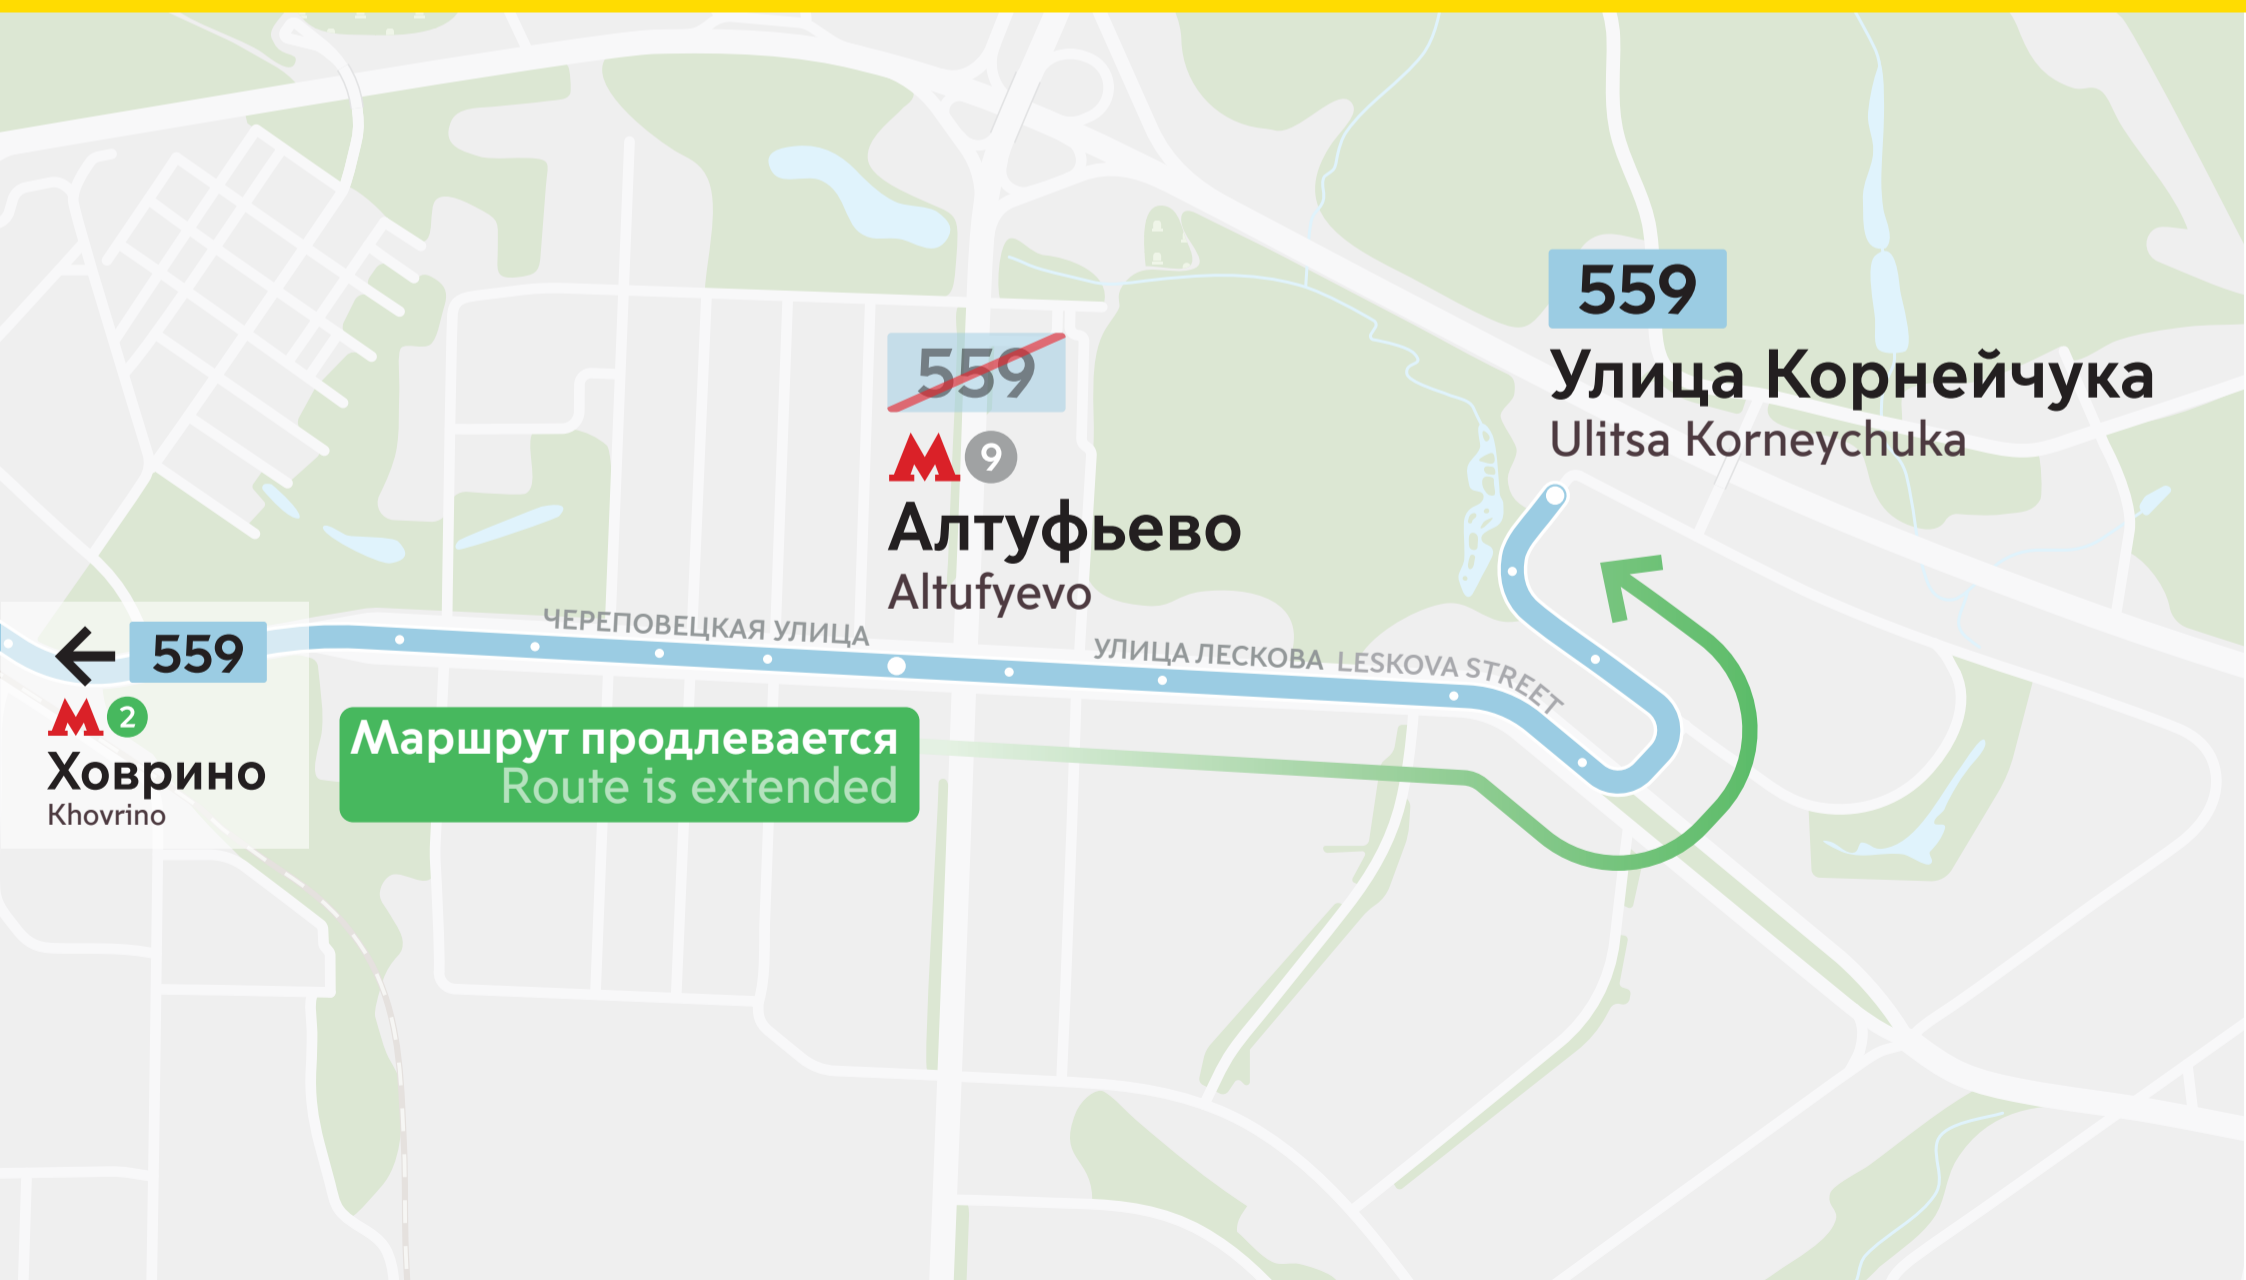 559
Улица Корнейчука
Ulitsa Korneychuka
559
М 9
Алтуфьево
Altufyevo
ЧЕРЕПОВЕЦКАЯ УЛИЦА
УЛИЦА ЛЕСКОВА LESKOVA STREET
559
М 2
Ховрино
Khovrino
Маршрут продлевается
Route is extended